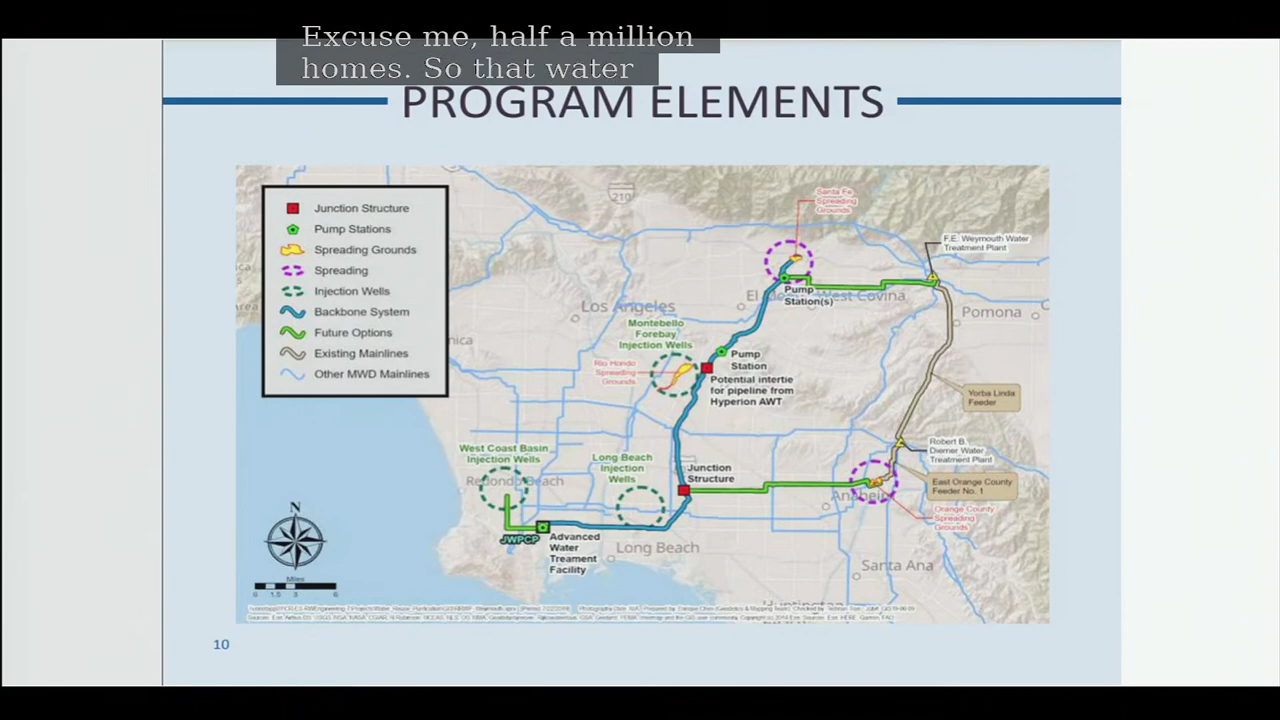 Excuse me, half a million
homes. So that water
PROGRAM ELEMENTS
Junction Structure
Pump Stations
Spreading Grounds
Spreading
Injection Wells
Backbone System
Future Options
Existing Mainlines
Other MWD Mainlines
210
Santa Fe
Spreading
Grounds
F.E. Weymouth Water
Treatment Plant
Pump
Station(s)
West Covina
Los Angeles
Pomona
Montebello
Forebay
Injection Wells
Rio Hondo
Spreading
Grounds
Pump
Station
Potential intertie
for pipeline from
Hyperion AWT
Yorba Linda
Feeder
Robert B.
Diemer Water
Treatment Plant
West Coast Basin
Injection Wells
Redondo Beach
Long Beach
Injection
Wells
Junction
Structure
East Orange County
Feeder No. 1
Anaheim
Orange County
Spreading
Grounds
N
JWPCP
Advanced
Water
Treament
Facility
Long Beach
Santa Ana
Miles
0 1.5 3 6
10